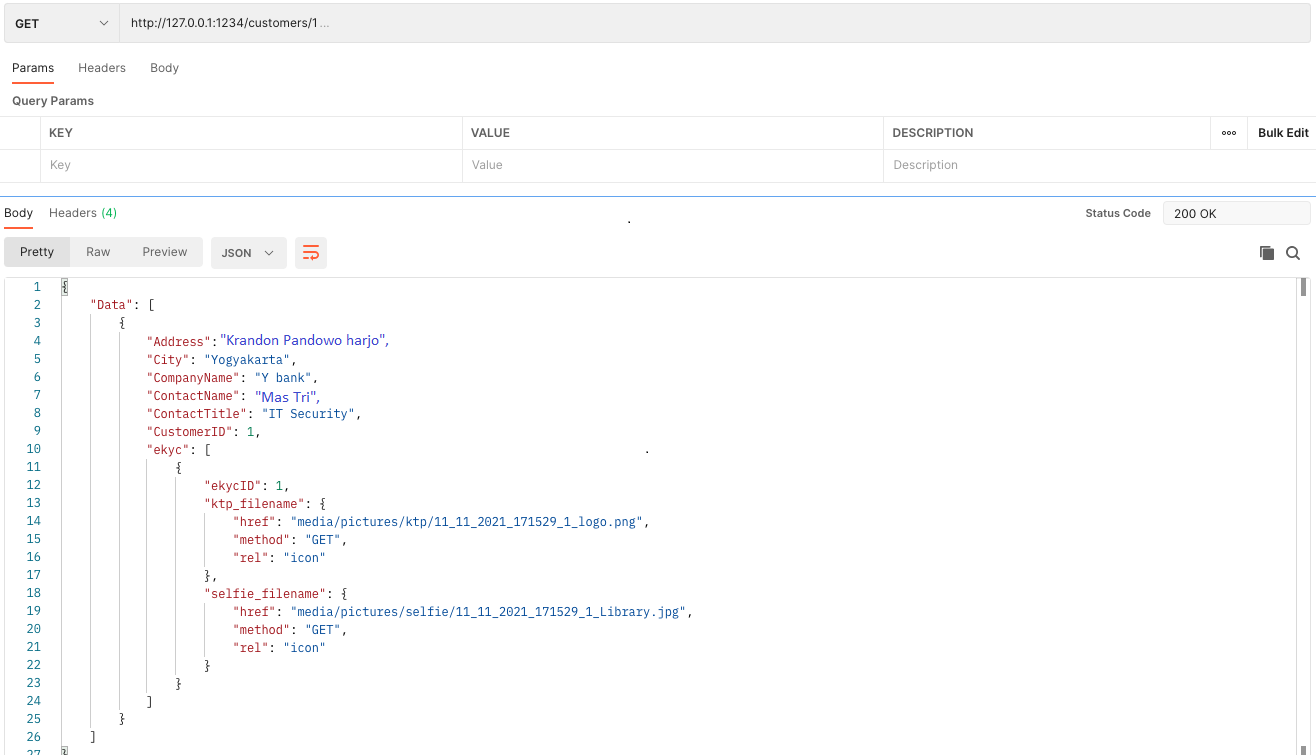 GET http://127.0.0.1:1234/customers/1 ...
Params Headers Body
Query Params
KEY VALUE DESCRIPTION ooo Bulk Edit
Key Value Description
Body Headers (4) Status Code 200 OK
Pretty Raw Preview JSON
1 {
2 "Data": [
3 {
4 "Address":"Krandon Pandowo harjo",
5 "City": "Yogyakarta",
6 "CompanyName": "Y bank",
7 "ContactName": "Mas Tri",
8 "ContactTitle": "IT Security",
9 "CustomerID": 1,
10 "ekyc": [
11 {
12 "ekycID": 1,
13 "ktp_filename": {
14 "href": "media/pictures/ktp/11_11_2021_171529_1_logo.png",
15 "method": "GET",
16 "rel": "icon"
17 },
18 "selfie_filename": {
19 "href": "media/pictures/selfie/11_11_2021_171529_1_Library.jpg",
20 "method": "GET",
21 "rel": "icon"
22 }
23 }
24 ]
25 }
26 ]
27 }